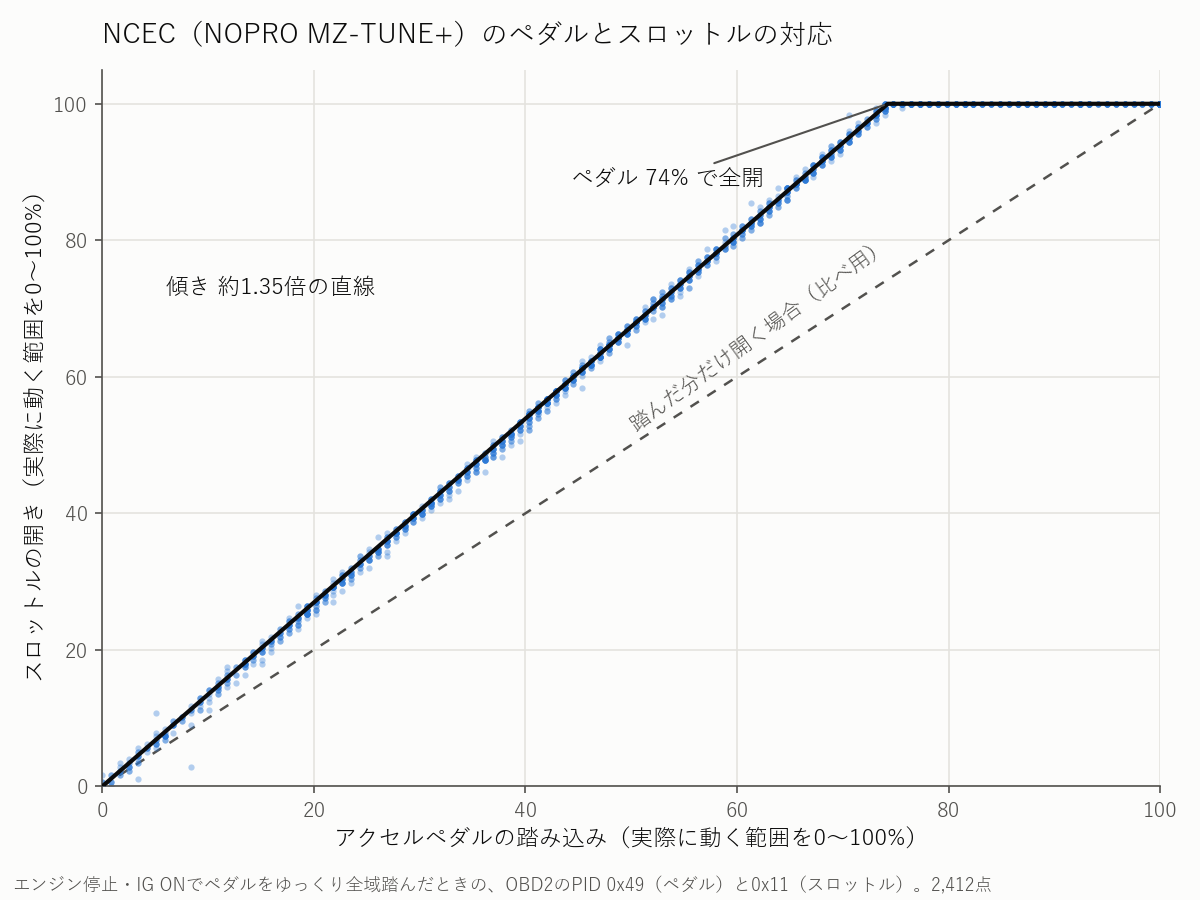 NCEC（NOPRO MZ-TUNE+）のペダルとスロットルの対応
100
80
60
40
20
0
スロットルの開き（実際に動く範囲を0〜100%）
ペダル 74% で全開
傾き 約1.35倍の直線
踏んだ分だけ開く場合（比べ用）
0 20 40 60 80 100
アクセルペダルの踏み込み（実際に動く範囲を0〜100%）
エンジン停止・IG ONでペダルをゆっくり全域踏んだときの、OBD2のPID 0x49（ペダル）と0x11（スロットル）。2,412点